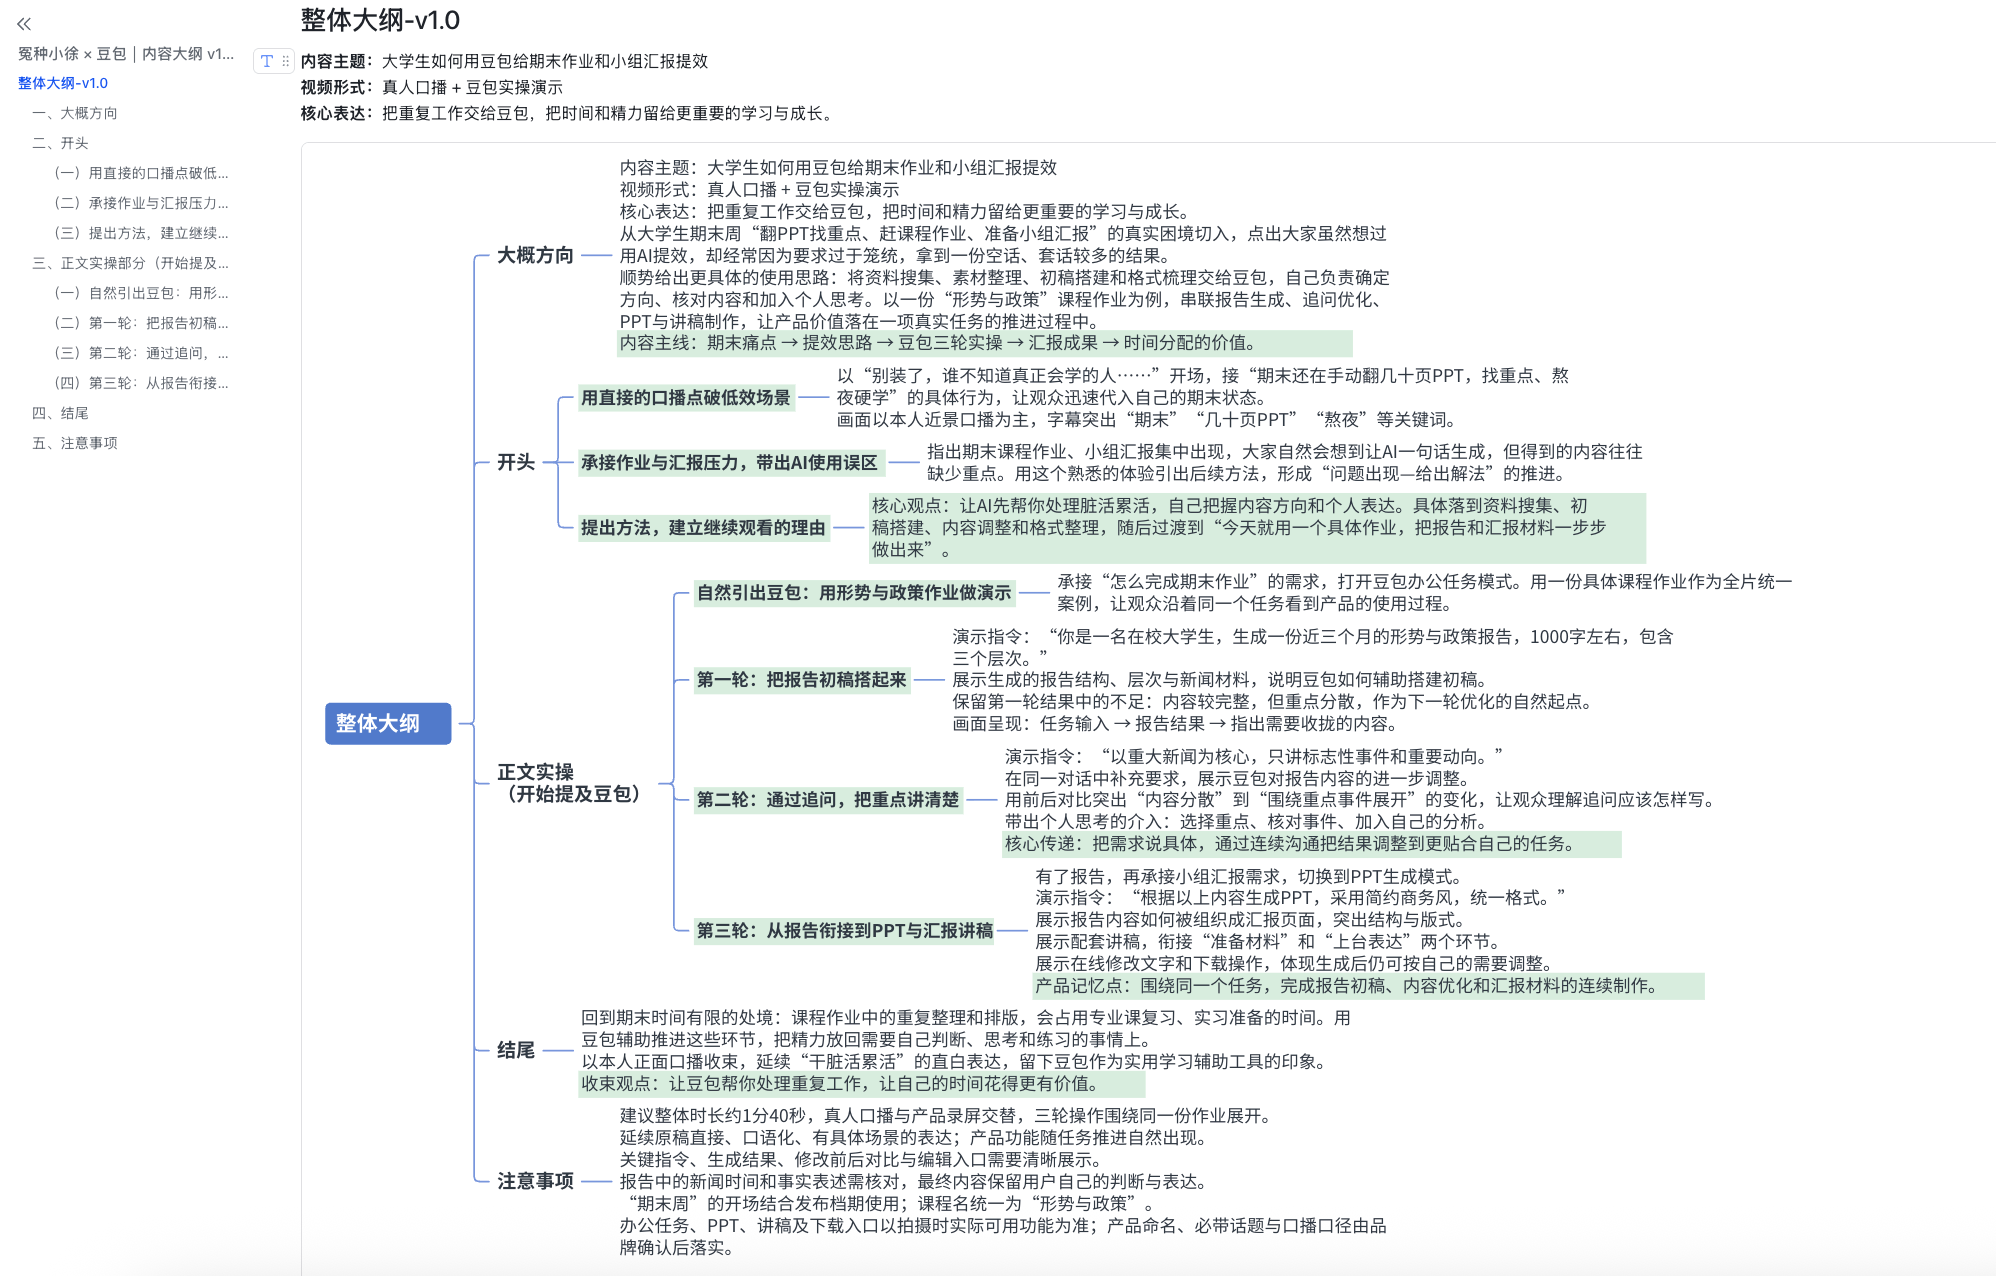 冤种小徐 × 豆包｜内容大纲 v1...
整体大纲-v1.0
一、大概方向
二、开头
（一）用直接的口播点破低...
（二）承接作业与汇报压力...
（三）提出方法，建立继续...
三、正文实操部分（开始提及...
（一）自然引出豆包：用形...
（二）第一轮：把报告初稿...
（三）第二轮：通过追问，...
（四）第三轮：从报告衔接...
四、结尾
五、注意事项
整体大纲-v1.0
内容主题：大学生如何用豆包给期末作业和小组汇报提效
视频形式：真人口播 + 豆包实操演示
核心表达：把重复工作交给豆包，把时间和精力留给更重要的学习与成长。
整体大纲
大概方向
内容主题：大学生如何用豆包给期末作业和小组汇报提效
视频形式：真人口播 + 豆包实操演示
核心表达：把重复工作交给豆包，把时间和精力留给更重要的学习与成长。
从大学生期末周“翻PPT找重点、赶课程作业、准备小组汇报”的真实困境切入，点出大家虽然想过
用AI提效，却经常因为要求过于笼统，拿到一份空话、套话较多的结果。
顺势给出更具体的使用思路：将资料搜集、素材整理、初稿搭建和格式梳理交给豆包，自己负责确定
方向、核对内容和加入个人思考。以一份“形势与政策”课程作业为例，串联报告生成、追问优化、
PPT与讲稿制作，让产品价值落在一项真实任务的推进过程中。
内容主线：期末痛点 → 提效思路 → 豆包三轮实操 → 汇报成果 → 时间分配的价值。
开头
用直接的口播点破低效场景
以“别装了，谁不知道真正会学的人……”开场，接“期末还在手动翻几十页PPT，找重点、熬
夜硬学”的具体行为，让观众迅速代入自己的期末状态。
画面以本人近景口播为主，字幕突出“期末”“几十页PPT”“熬夜”等关键词。
承接作业与汇报压力，带出AI使用误区
指出期末课程作业、小组汇报集中出现，大家自然会想到让AI一句话生成，但得到的内容往往
缺少重点。用这个熟悉的体验引出后续方法，形成“问题出现—给出解法”的推进。
提出方法，建立继续观看的理由
核心观点：让AI先帮你处理脏活累活，自己把握内容方向和个人表达。具体落到资料搜集、初
稿搭建、内容调整和格式整理，随后过渡到“今天就用一个具体作业，把报告和汇报材料一步步
做出来”。
正文实操
（开始提及豆包）
自然引出豆包：用形势与政策作业做演示
承接“怎么完成期末作业”的需求，打开豆包办公任务模式。用一份具体课程作业作为全片统一
案例，让观众沿着同一个任务看到产品的使用过程。
第一轮：把报告初稿搭起来
演示指令：“你是一名在校大学生，生成一份近三个月的形势与政策报告，1000字左右，包含
三个层次。”
展示生成的报告结构、层次与新闻材料，说明豆包如何辅助搭建初稿。
保留第一轮结果中的不足：内容较完整，但重点分散，作为下一轮优化的自然起点。
画面呈现：任务输入 → 报告结果 → 指出需要收拢的内容。
第二轮：通过追问，把重点讲清楚
演示指令：“以重大新闻为核心，只讲标志性事件和重要动向。”
在同一对话中补充要求，展示豆包对报告内容的进一步调整。
用前后对比突出“内容分散”到“围绕重点事件展开”的变化，让观众理解追问应该怎样写。
带出个人思考的介入：选择重点、核对事件、加入自己的分析。
核心传递：把需求说具体，通过连续沟通把结果调整到更贴合自己的任务。
第三轮：从报告衔接到PPT与汇报讲稿
有了报告，再承接小组汇报需求，切换到PPT生成模式。
演示指令：“根据以上内容生成PPT，采用简约商务风，统一格式。”
展示报告内容如何被组织成汇报页面，突出结构与版式。
展示配套讲稿，衔接“准备材料”和“上台表达”两个环节。
展示在线修改文字和下载操作，体现生成后仍可按自己的需要调整。
产品记忆点：围绕同一个任务，完成报告初稿、内容优化和汇报材料的连续制作。
结尾
回到期末时间有限的处境：课程作业中的重复整理和排版，会占用专业课复习、实习准备的时间。用
豆包辅助推进这些环节，把精力放回需要自己判断、思考和练习的事情上。
以本人正面口播收束，延续“干脏活累活”的直白表达，留下豆包作为实用学习辅助工具的印象。
收束观点：让豆包帮你处理重复工作，让自己的时间花得更有价值。
注意事项
建议整体时长约1分40秒，真人口播与产品录屏交替，三轮操作围绕同一份作业展开。
延续原稿直接、口语化、有具体场景的表达；产品功能随任务推进自然出现。
关键指令、生成结果、修改前后对比与编辑入口需要清晰展示。
报告中的新闻时间和事实表述需核对，最终内容保留用户自己的判断与表达。
“期末周”的开场结合发布档期使用；课程名统一为“形势与政策”。
办公任务、PPT、讲稿及下载入口以拍摄时实际可用功能为准；产品命名、必带话题与口播口径由品
牌确认后落实。